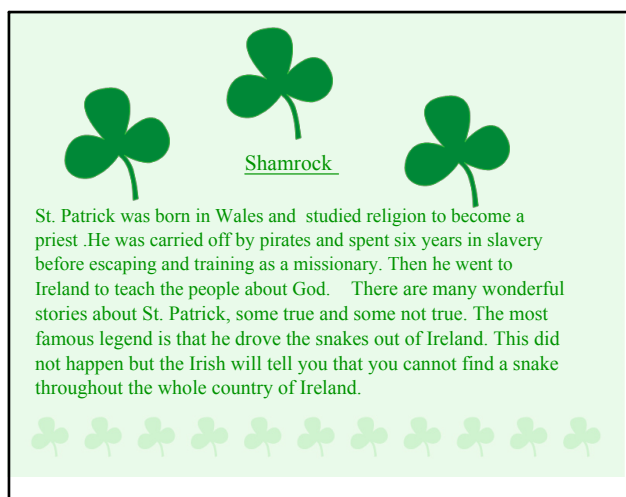 Shamrock
St. Patrick was born in Wales and  studied religion to become a
priest .He was carried off by pirates and spent six years in slavery
before escaping and training as a missionary. Then he went to
Ireland to teach the people about God.    There are many wonderful
stories about St. Patrick, some true and some not true. The most
famous legend is that he drove the snakes out of Ireland. This did
not happen but the Irish will tell you that you cannot find a snake
throughout the whole country of Ireland.